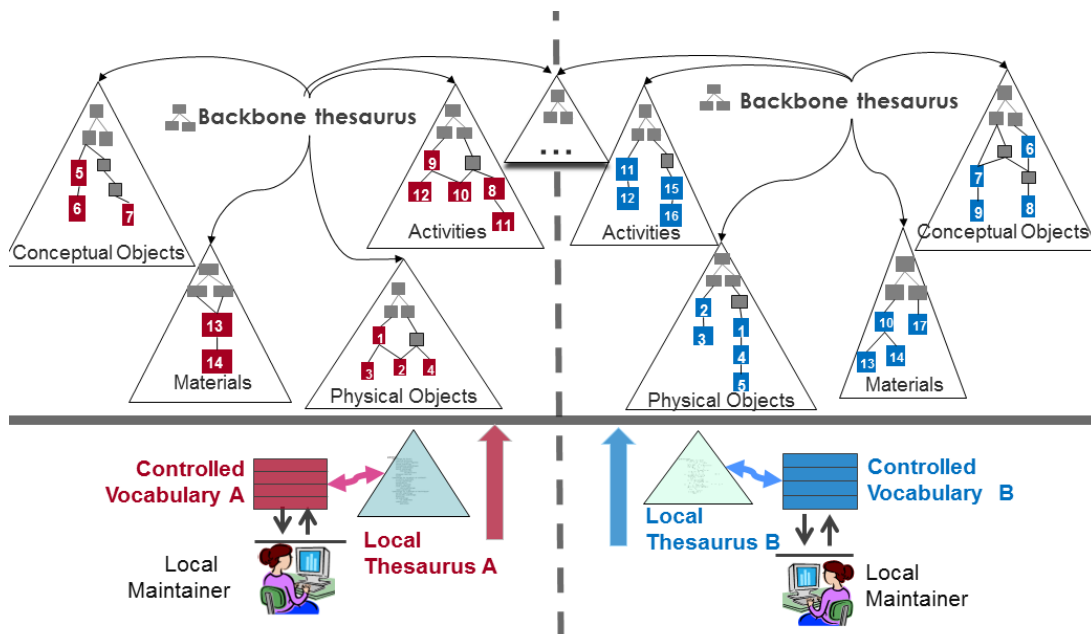 Backbone thesaurus
Backbone thesaurus
...
5
6
7
Conceptual Objects
9
12
10
8
11
Activities
11
12
15
16
Activities
6
7
9
8
Conceptual Objects
13
14
Materials
1
3
2
4
Physical Objects
2
3
1
4
5
Physical Objects
10
17
13
14
Materials
Controlled
Vocabulary A
Local
Thesaurus A
Local
Maintainer
Local
Thesaurus B
Controlled
Vocabulary B
Local
Maintainer